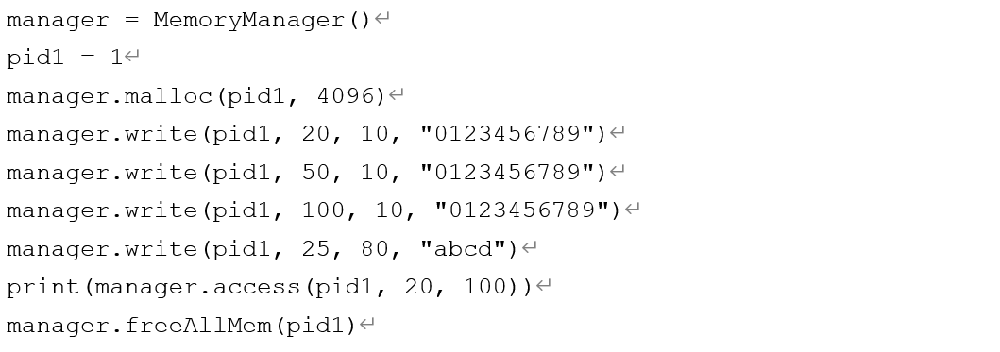 manager = MemoryManager()↵
pid1 = 1↵
manager.malloc(pid1, 4096)↵
manager.write(pid1, 20, 10, "0123456789")↵
manager.write(pid1, 50, 10, "0123456789")↵
manager.write(pid1, 100, 10, "0123456789")↵
manager.write(pid1, 25, 80, "abcd")↵
print(manager.access(pid1, 20, 100))↵
manager.freeAllMem(pid1)↵